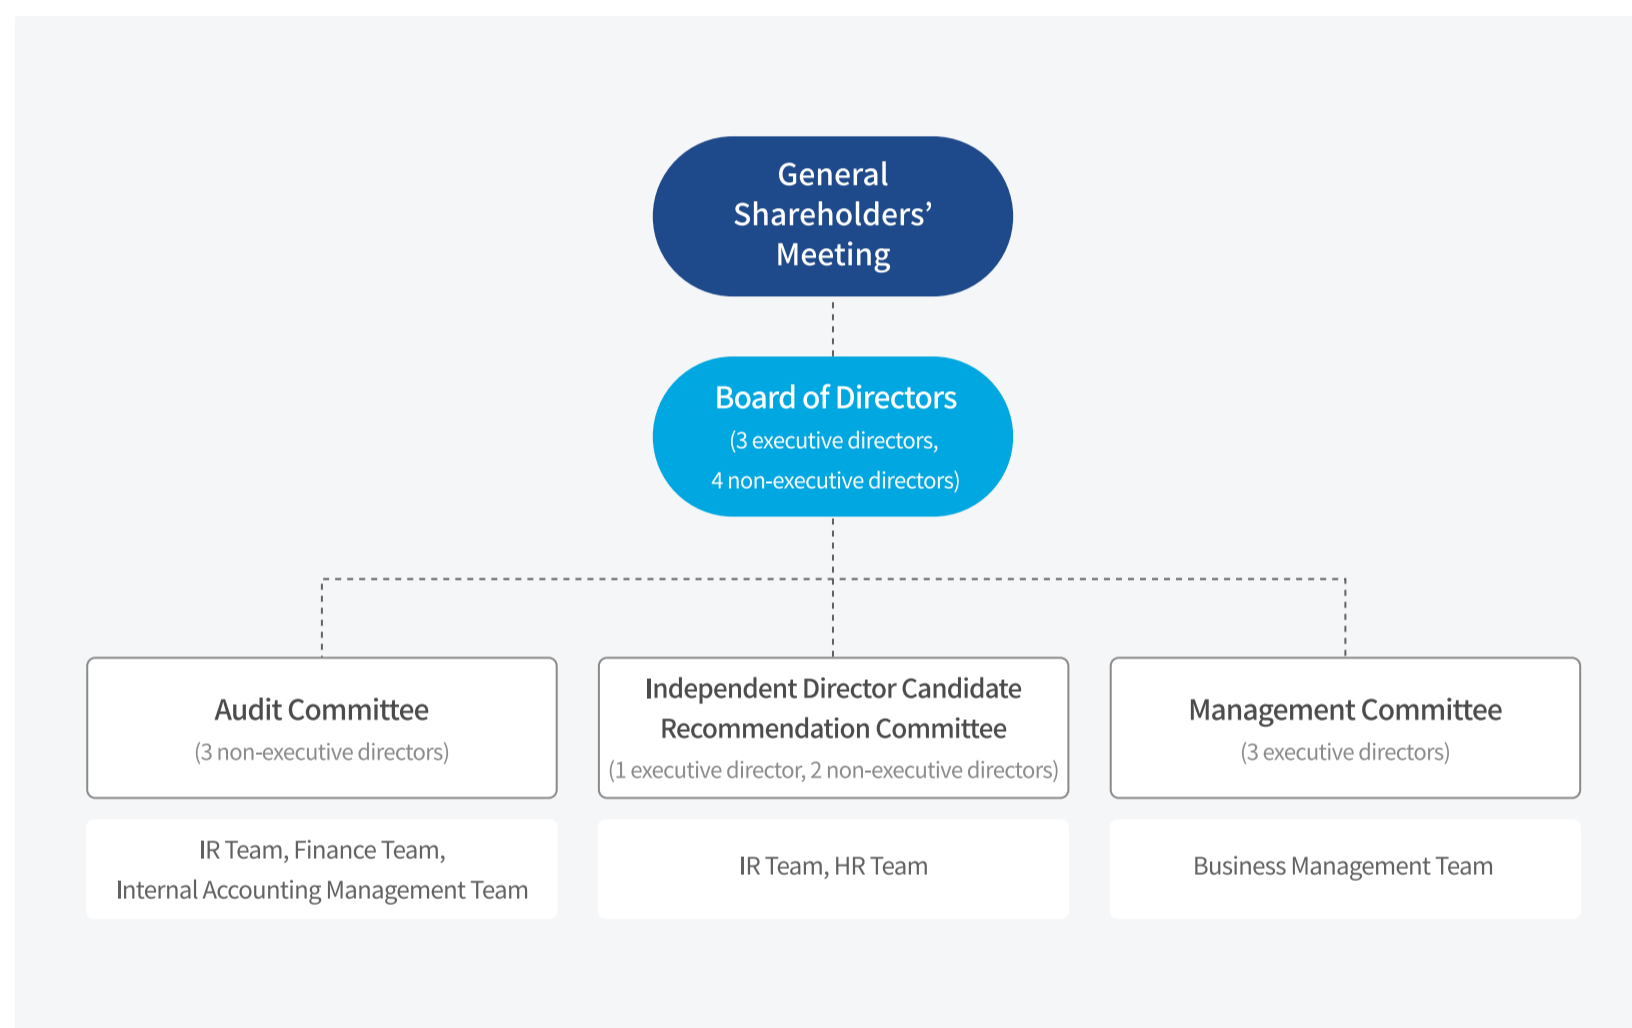 General
Shareholders’
Meeting
Board of Directors
(3 executive directors,
4 non-executive directors)
Audit Committee
(3 non-executive directors)
Independent Director Candidate
Recommendation Committee
(1 executive director, 2 non-executive directors)
Management Committee
(3 executive directors)
IR Team, Finance Team,
Internal Accounting Management Team
IR Team, HR Team
Business Management Team